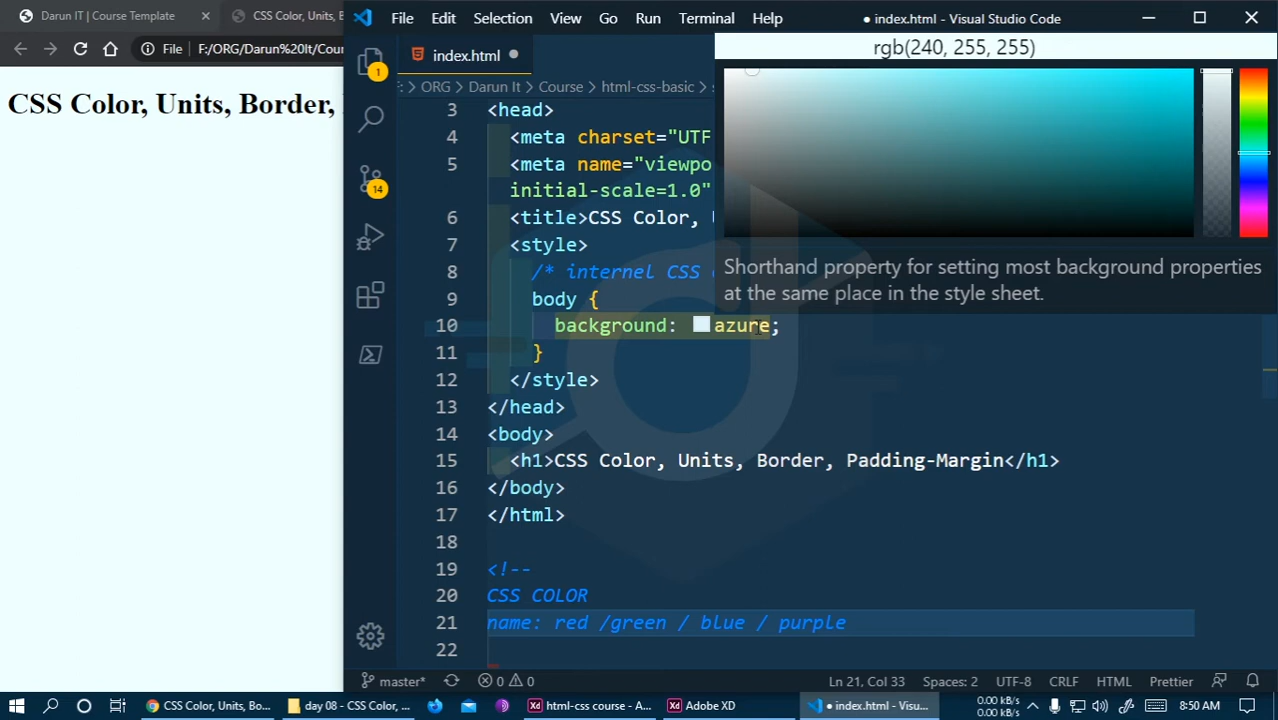 Darun IT | Course Template
CSS Color, Units, B
File Edit Selection View Go Run Terminal Help
● index.html - Visual Studio Code
File F:/ORG/Darun%20It/Cour
CSS Color, Units, Border,
index.html
> ORG > Darun It > Course > html-css-basic >
rgb(240, 255, 255)
Shorthand property for setting most background properties
at the same place in the style sheet.
3 <head>
4 <meta charset="UTF
5 <meta name="viewpo
initial-scale=1.0"
6 <title>CSS Color,
7 <style>
8 /* internel CSS
9 body {
10 background: azure;
11 }
12 </style>
13 </head>
14 <body>
15 <h1>CSS Color, Units, Border, Padding-Margin</h1>
16 </body>
17 </html>
18
19 <!--
20 CSS COLOR
21 name: red /green / blue / purple
22
1
14
master* 0 0 Ln 21, Col 33 Spaces: 2 UTF-8 CRLF HTML Prettier
CSS Color, Units, Bo... day 08 - CSS Color, ... html-css course - A... Adobe XD ● index.html - Visu...
0.00 kB/s
0.00 kB/s
8:50 AM